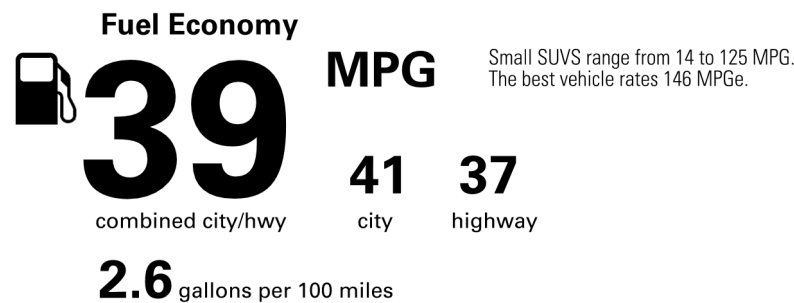 Fuel Economy
39
MPG
Small SUVS range from 14 to 125 MPG.
The best vehicle rates 146 MPGe.
41 37
combined city/hwy city highway
2.6 gallons per 100 miles